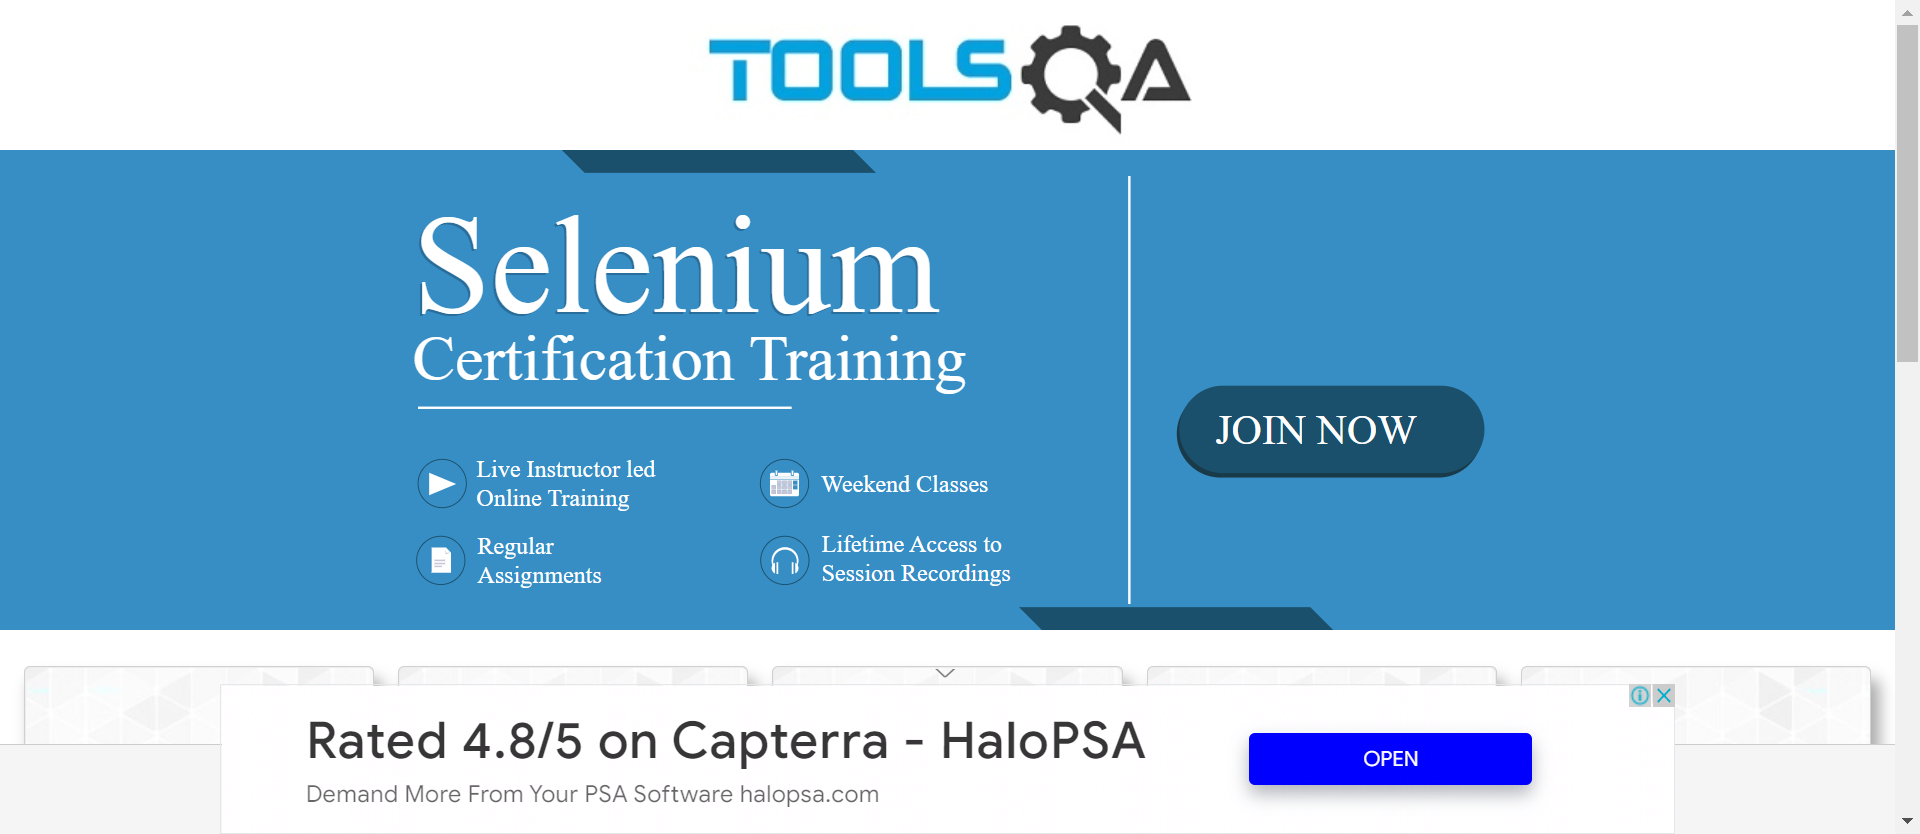 TOOLSQA
Selenium
Certification Training
Live Instructor led
Online Training
Weekend Classes
Regular
Assignments
Lifetime Access to
Session Recordings
JOIN NOW
Rated 4.8/5 on Capterra - HaloPSA
Demand More From Your PSA Software halopsa.com
OPEN